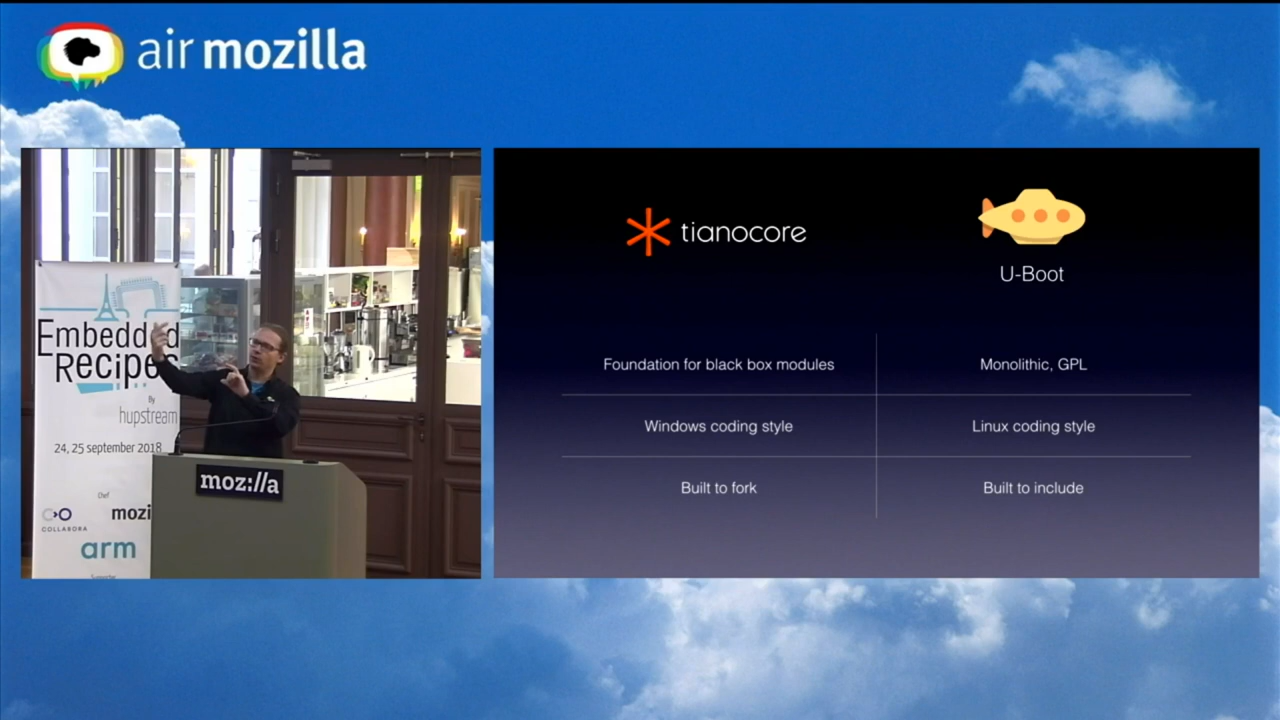 air mozilla
Embedded
Recipes
By
hupstream
24, 25 september 2018
Chef
COLLABORA
arm
moz://a
tianocore
U-Boot
Foundation for black box modules
Monolithic, GPL
Windows coding style
Linux coding style
Built to fork
Built to include